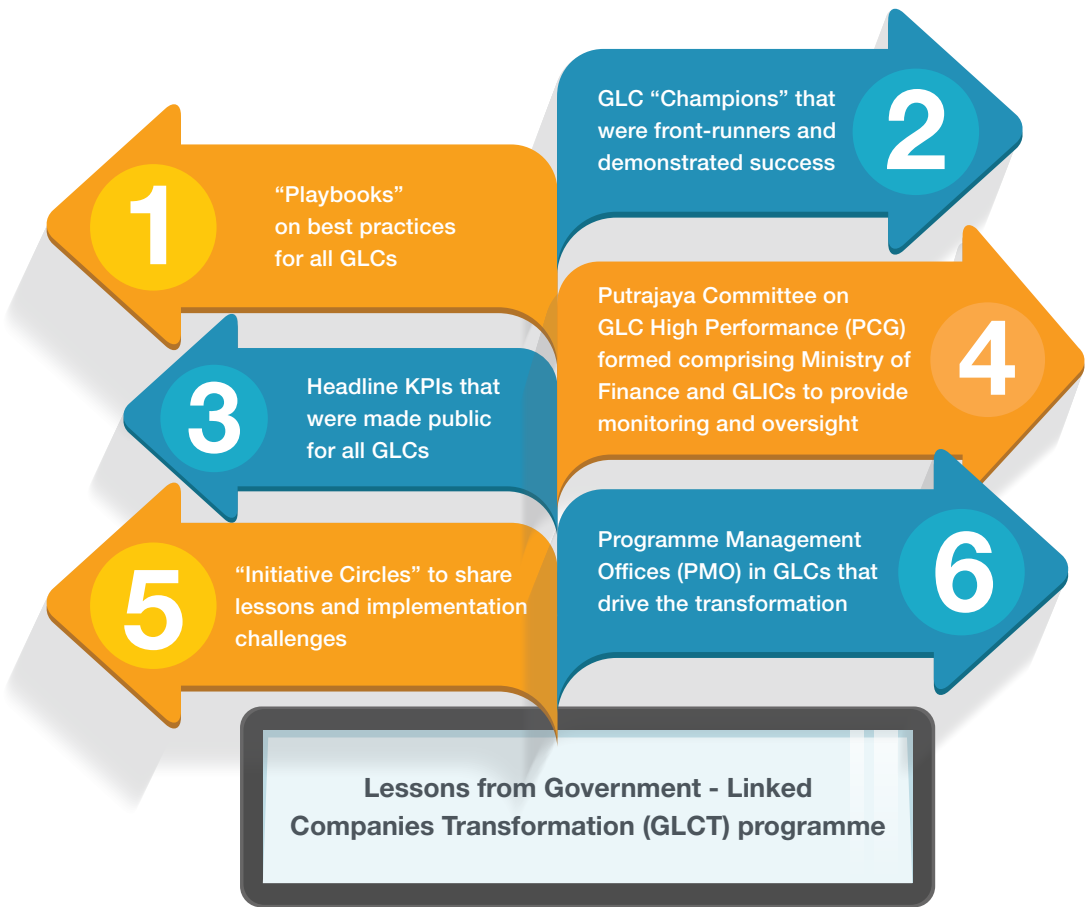 1
“Playbooks”
on best practices
for all GLCs
2
GLC “Champions” that
were front-runners and
demonstrated success
3
Headline KPIs that
were made public
for all GLCs
4
Putrajaya Committee on
GLC High Performance (PCG)
formed comprising Ministry of
Finance and GLICs to provide
monitoring and oversight
5
“Initiative Circles” to share
lessons and implementation
challenges
6
Programme Management
Offices (PMO) in GLCs that
drive the transformation
Lessons from Government - Linked
Companies Transformation (GLCT) programme